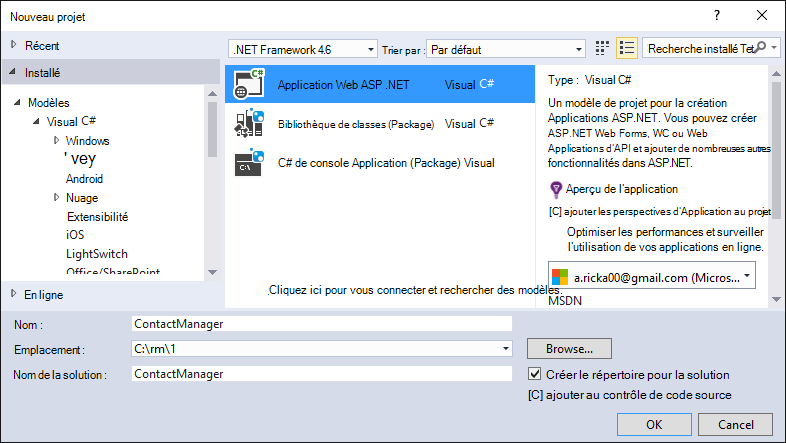 Nouveau projet
? ×
Récent
.NET Framework 4.6
Trier par :
Par défaut
Recherche installé Tet
Installé
Modèles
Visual C#
Windows
' vey
Android
Nuage
Extensibilité
iOS
LightSwitch
Office/SharePoint
En ligne
C#
Application Web ASP .NET Visual C#
Bibliothèque de classes (Package) Visual C#
C:\
C# de console Application (Package) Visual
Cliquez ici pour vous connecter et rechercher des modèles.
Type : Visual C#
Un modèle de projet pour la création
Applications ASP.NET. Vous pouvez créer
ASP.NET Web Forms, WC ou Web
Applications d'API et ajouter de nombreuses autres
fonctionnalités dans ASP.NET.
Aperçu de l'application
[C] ajouter les perspectives d'Application au projet
Optimiser les performances et surveiller
l'utilisation de vos applications en ligne.
a.ricka00@gmail.com (Micros...
MSDN
Nom :
ContactManager
Emplacement :
C:\rm\1
Browse...
Nom de la solution :
ContactManager
Créer le répertoire pour la solution
[C] ajouter au contrôle de code source
OK
Cancel